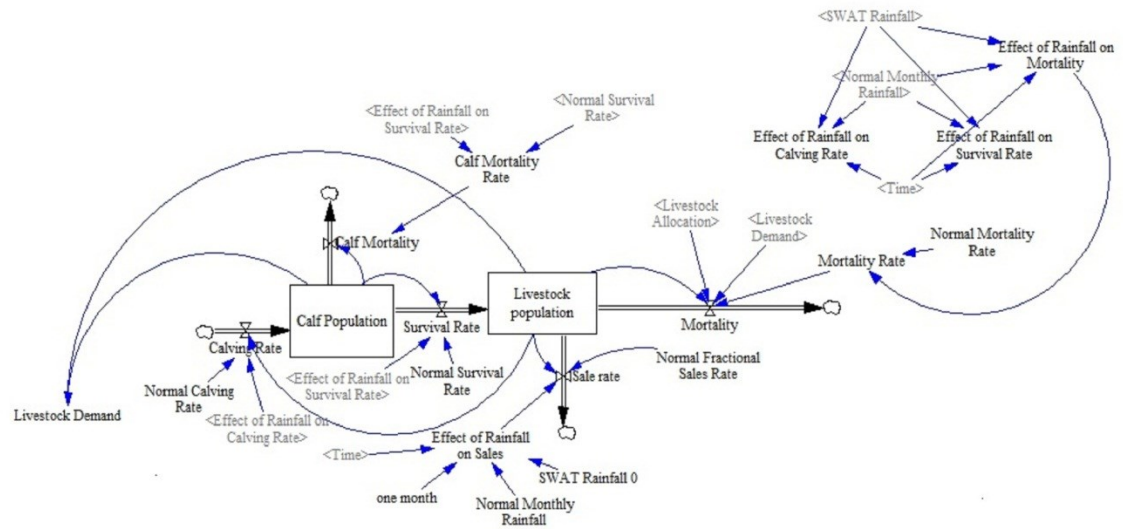 <SWAT Rainfall>
Effect of Rainfall on
Mortality
<Normal Monthly
Rainfall>
<Effect of Rainfall on
Survival Rate>
<Normal Survival
Rate>
Effect of Rainfall on
Calving Rate
Effect of Rainfall on
Survival Rate
Calf Mortality
Rate
<Time>
<Livestock
Allocation>
<Livestock
Demand>
Calf Mortality
Normal Mortality
Rate
Mortality Rate
Calf Population
Livestock
population
Survival Rate
Mortality
Calving Rate
Normal Fractional
Sales Rate
Normal Calving
Rate
<Effect of Rainfall on
Survival Rate>
Normal Survival
Rate
Sale rate
Livestock Demand
<Effect of Rainfall on
Calving Rate>
Effect of Rainfall
on Sales
<Time>
SWAT Rainfall 0
one month
Normal Monthly
Rainfall